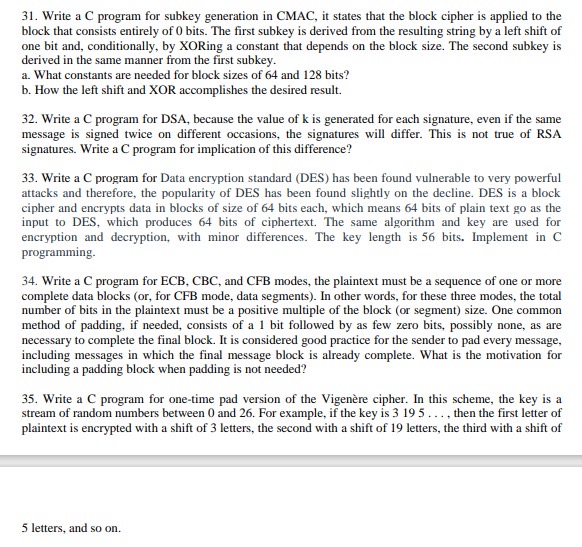 31. Write a C program for subkey generation in CMAC, it states that the block cipher is applied to the
block that consists entirely of 0 bits. The first subkey is derived from the resulting string by a left shift of
one bit and, conditionally, by XORing a constant that depends on the block size. The second subkey is
derived in the same manner from the first subkey.
a. What constants are needed for block sizes of 64 and 128 bits?
b. How the left shift and XOR accomplishes the desired result.
32. Write a C program for DSA, because the value of k is generated for each signature, even if the same
message is signed twice on different occasions, the signatures will differ. This is not true of RSA
signatures. Write a C program for implication of this difference?
33. Write a C program for Data encryption standard (DES) has been found vulnerable to very powerful
attacks and therefore, the popularity of DES has been found slightly on the decline. DES is a block
cipher and encrypts data in blocks of size of 64 bits each, which means 64 bits of plain text go as the
input to DES, which produces 64 bits of ciphertext. The same algorithm and key are used for
encryption and decryption, with minor differences. The key length is 56 bits. Implement in C
programming.
34. Write a C program for ECB, CBC, and CFB modes, the plaintext must be a sequence of one or more
complete data blocks (or, for CFB mode, data segments). In other words, for these three modes, the total
number of bits in the plaintext must be a positive multiple of the block (or segment) size. One common
method of padding, if needed, consists of a 1 bit followed by as few zero bits, possibly none, as are
necessary to complete the final block. It is considered good practice for the sender to pad every message,
including messages in which the final message block is already complete. What is the motivation for
including a padding block when padding is not needed?
35. Write a C program for one-time pad version of the Vigenère cipher. In this scheme, the key is a
stream of random numbers between 0 and 26. For example, if the key is 3 19 5 . . . , then the first letter of
plaintext is encrypted with a shift of 3 letters, the second with a shift of 19 letters, the third with a shift of
5 letters, and so on.